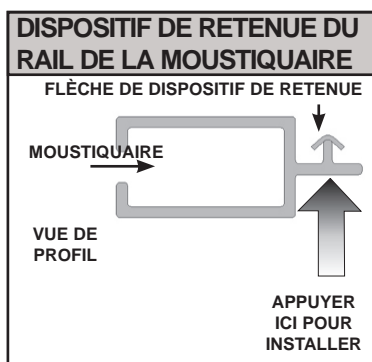 DISPOSITIF DE RETENUE DU
RAIL DE LA MOUSTIQUAIRE
FLÈCHE DE DISPOSITIF DE RETENUE
MOUSTIQUAIRE
VUE DE
PROFIL
APPUYER
ICI POUR
INSTALLER